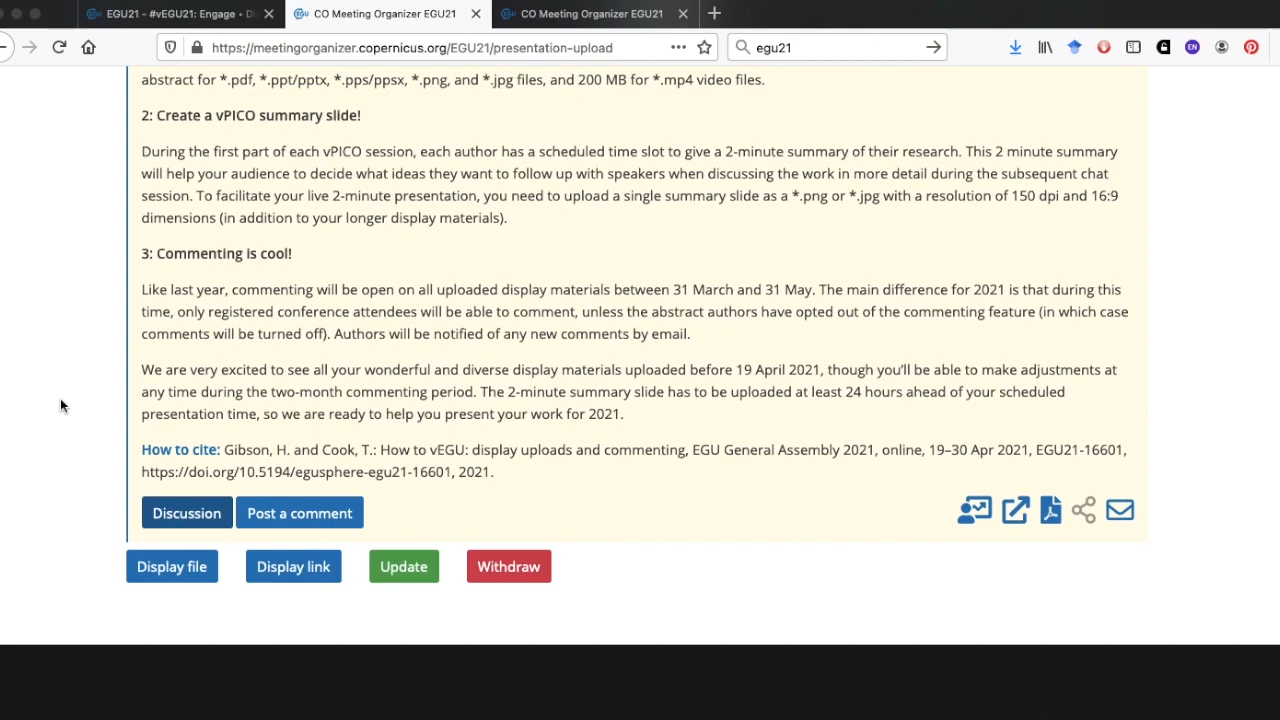 EGU21 - #vEGU21: Engage • Di
CO Meeting Organizer EGU21
CO Meeting Organizer EGU21
https://meetingorganizer.copernicus.org/EGU21/presentation-upload
egu21
EN
abstract for *.pdf, *.ppt/pptx, *.pps/ppsx, *.png, and *.jpg files, and 200 MB for *.mp4 video files.
2: Create a vPICO summary slide!
During the first part of each vPICO session, each author has a scheduled time slot to give a 2-minute summary of their research. This 2 minute summary
will help your audience to decide what ideas they want to follow up with speakers when discussing the work in more detail during the subsequent chat
session. To facilitate your live 2-minute presentation, you need to upload a single summary slide as a *.png or *.jpg with a resolution of 150 dpi and 16:9
dimensions (in addition to your longer display materials).
3: Commenting is cool!
Like last year, commenting will be open on all uploaded display materials between 31 March and 31 May. The main difference for 2021 is that during this
time, only registered conference attendees will be able to comment, unless the abstract authors have opted out of the commenting feature (in which case
comments will be turned off). Authors will be notified of any new comments by email.
We are very excited to see all your wonderful and diverse display materials uploaded before 19 April 2021, though you'll be able to make adjustments at
any time during the two-month commenting period. The 2-minute summary slide has to be uploaded at least 24 hours ahead of your scheduled
presentation time, so we are ready to help you present your work for 2021.
How to cite: Gibson, H. and Cook, T.: How to vEGU: display uploads and commenting, EGU General Assembly 2021, online, 19–30 Apr 2021, EGU21-16601,
https://doi.org/10.5194/egusphere-egu21-16601, 2021.
Discussion
Post a comment
Display file
Display link
Update
Withdraw